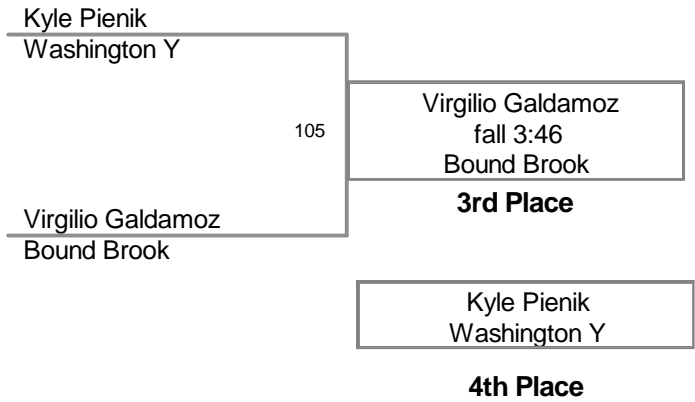 Kyle Pienik
Washington Y
105
Virgilio Galdamoz
fall 3:46
Bound Brook
3rd Place
Virgilio Galdamoz
Bound Brook
Kyle Pienik
Washington Y
4th Place